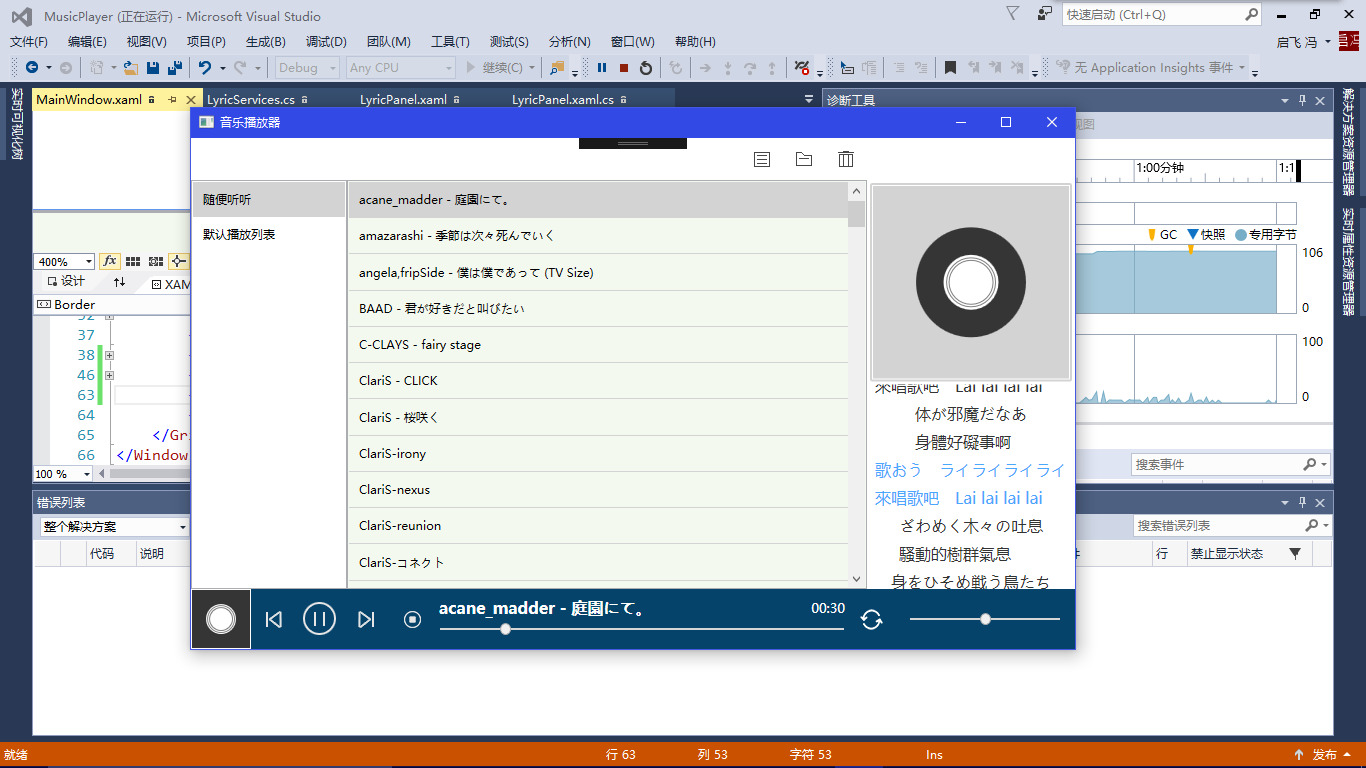 MusicPlayer (正在运行) - Microsoft Visual Studio
快速启动 (Ctrl+Q)
文件(F) 编辑(E) 视图(V) 项目(P) 生成(B) 调试(D) 团队(M) 工具(T) 测试(S) 分析(N) 窗口(W) 帮助(H)
启飞 冯
Debug Any CPU 继续(C) 无 Application Insights 事件
实时可视化树
MainWindow.xaml LyricServices.cs LyricPanel.xaml LyricPanel.xaml.cs
诊断工具
解决方案资源管理器
实时属性资源管理器
音乐播放器
视图
1:00分钟 1:1
随便听听
默认播放列表
acane_madder - 庭園にて。
amazarashi - 季節は次々死んでいく
angela,fripSide - 僕は僕であって (TV Size)
BAAD - 君が好きだと叫びたい
C-CLAYS - fairy stage
ClariS - CLICK
ClariS - 桜咲く
ClariS-irony
ClariS-nexus
ClariS-reunion
ClariS-コネクト
來唱歌吧 Lai lai lai lai
体が邪魔だなあ
身體好礙事啊
歌おう ライライライライ
來唱歌吧 Lai lai lai lai
ざわめく木々の吐息
騒動的樹群氣息
身をひそめ戦う鳥たち
acane_madder - 庭園にて。
00:30
GC 快照 专用字节
106
0
100
0
搜索事件
400%
设计
XAM
Border
52
37
38
46
63
64
65 </Gr
66 </Window
100 %
错误列表
整个解决方案
搜索错误列表
代码 说明
件 行 禁止显示状态
就绪 行 63 列 53 字符 53 Ins 发布